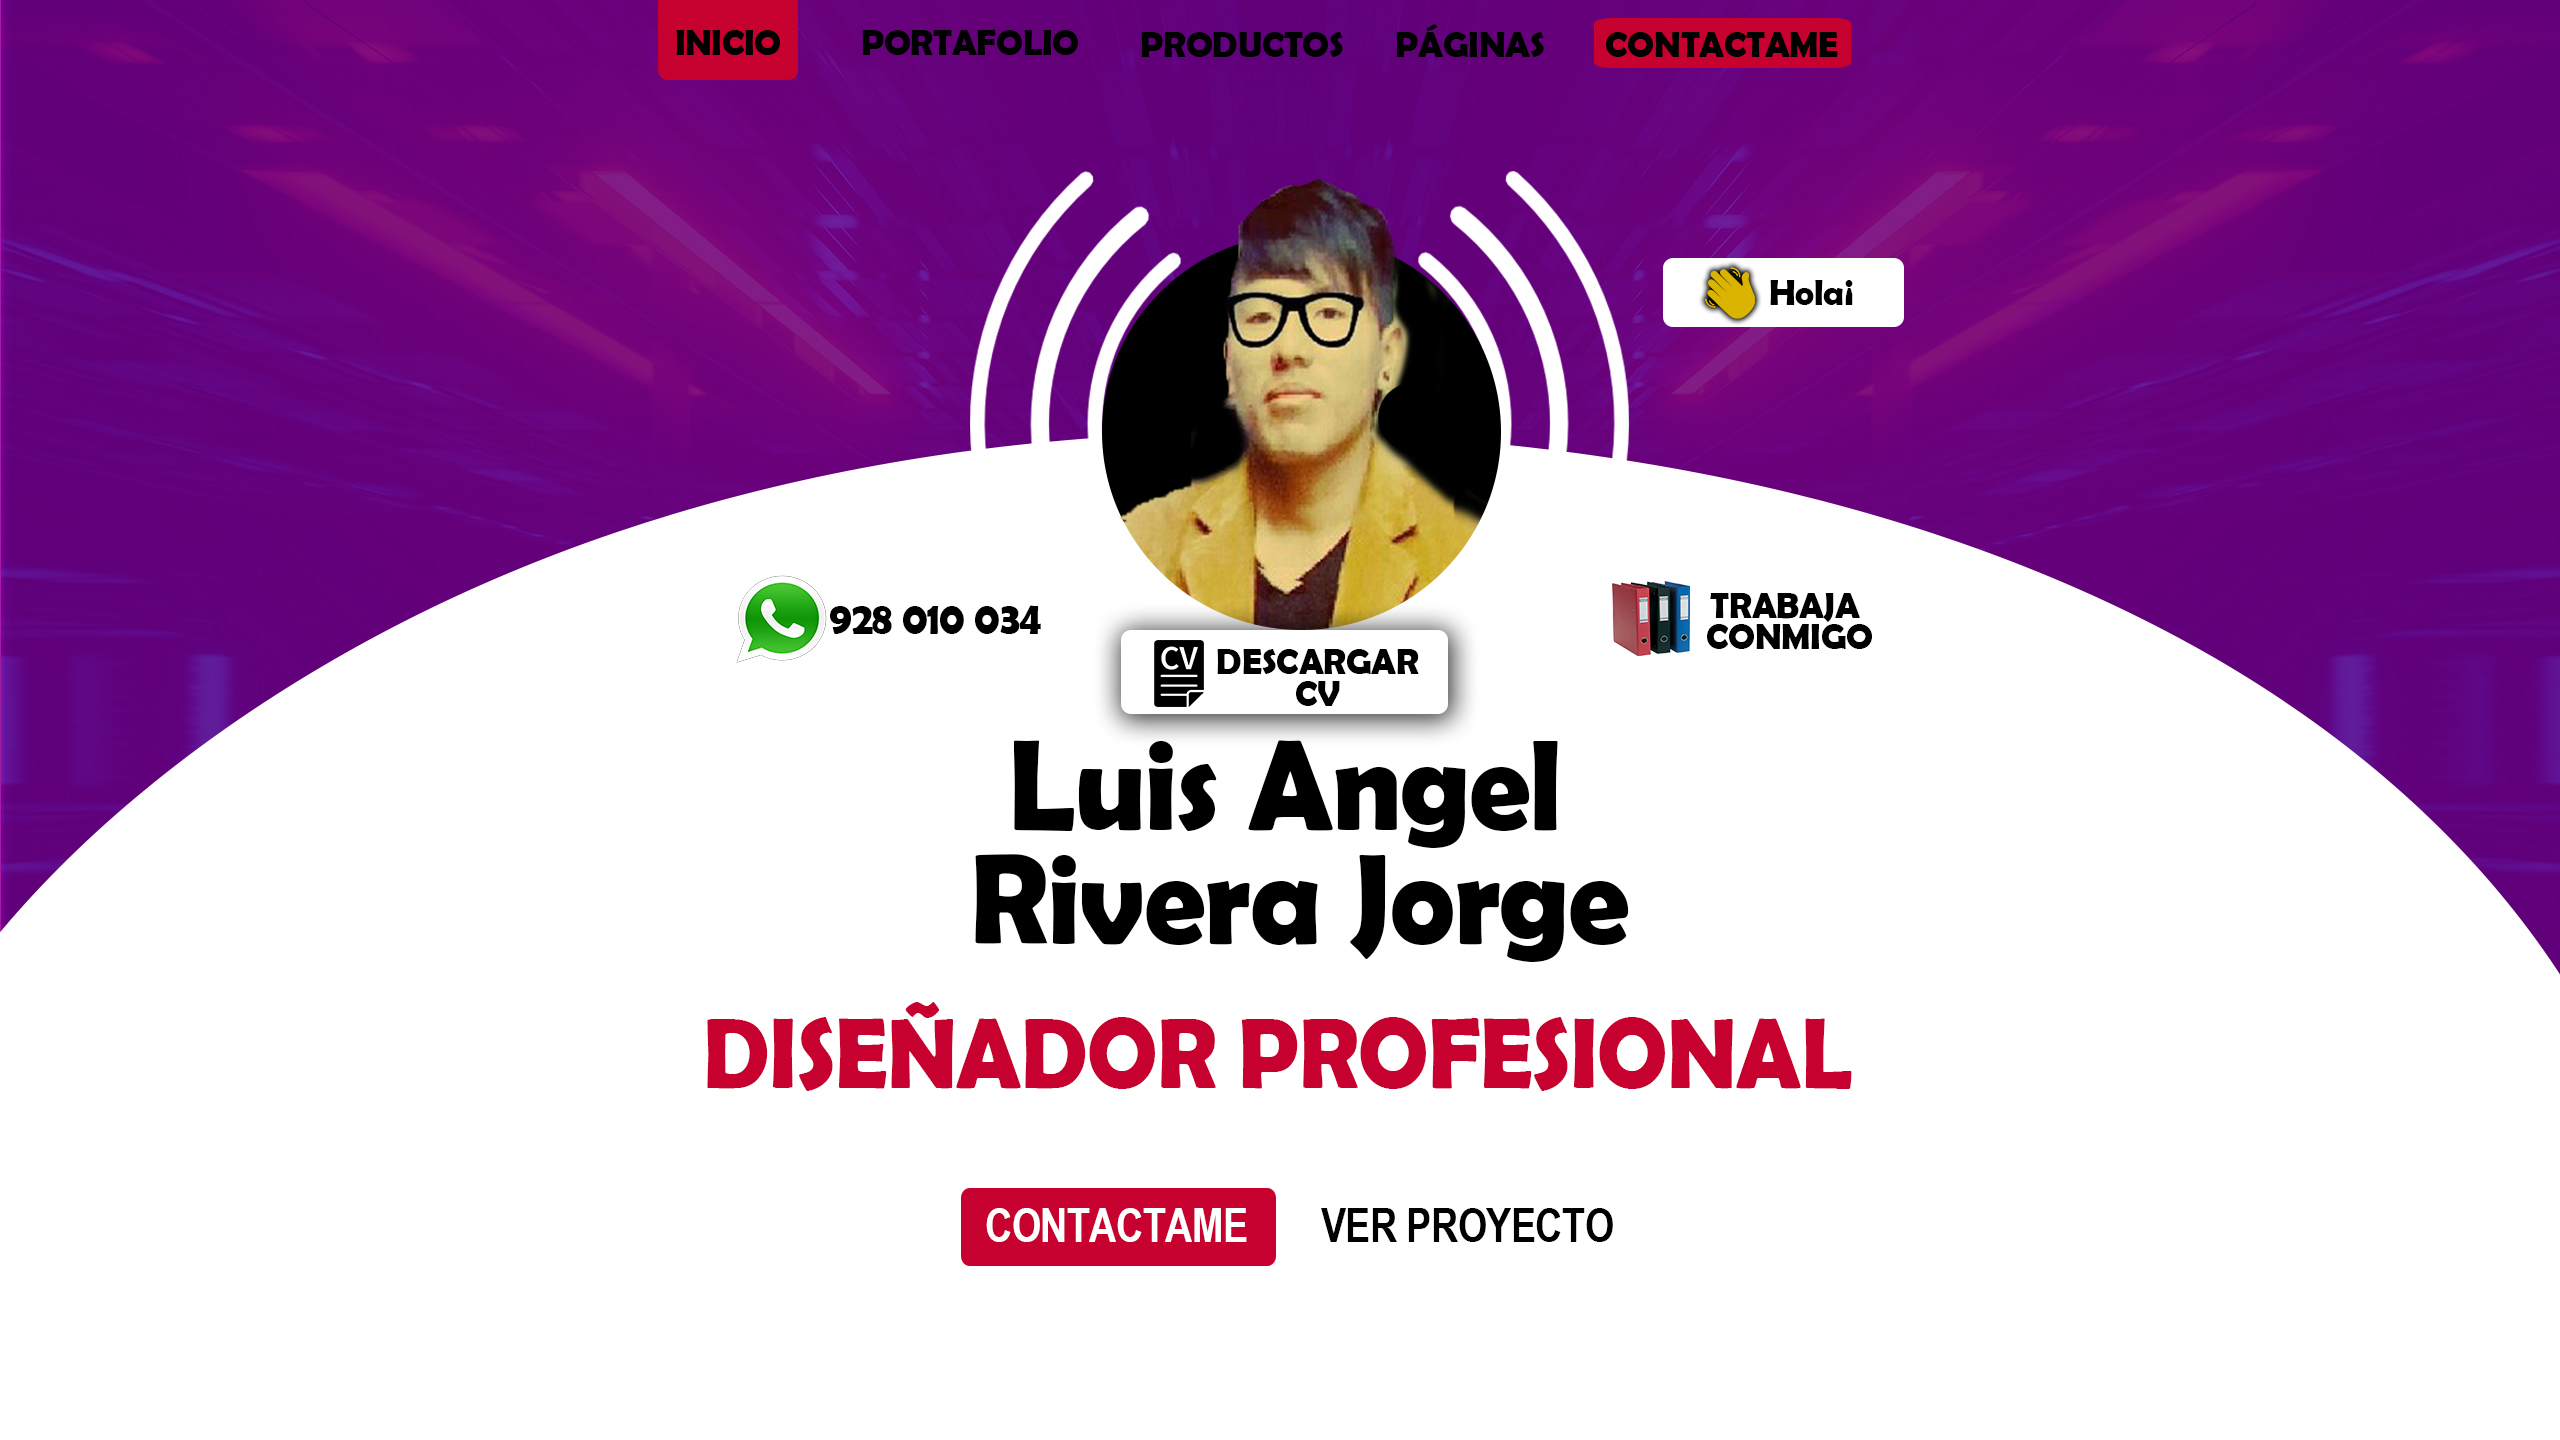 INICIO
PORTAFOLIO
PRODUCTOS
PÁGINAS
CONTACTAME
Hola¡
928 010 034
TRABAJA
CONMIGO
CV
DESCARGAR
CV
Luis Angel
Rivera Jorge
DISEÑADOR PROFESIONAL
CONTACTAME
VER PROYECTO